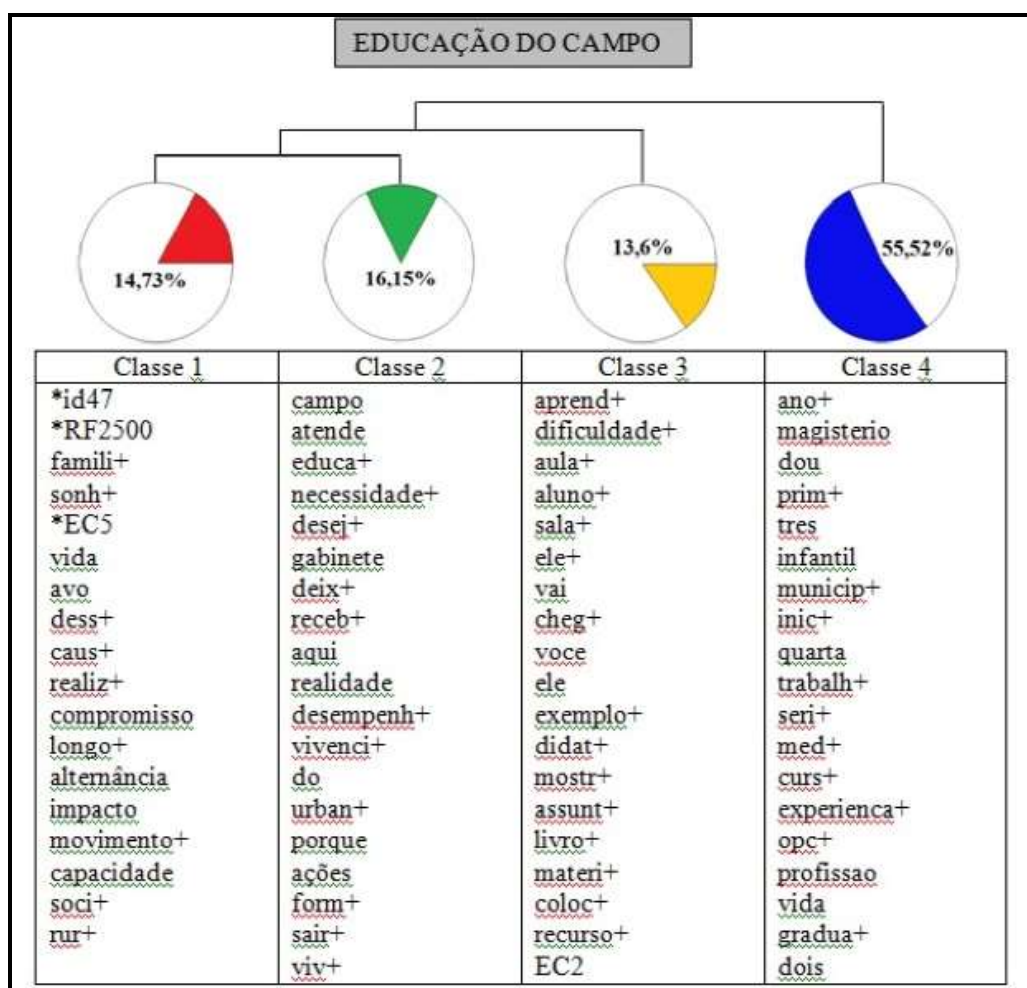 EDUCAÇÃO DO CAMPO
14,73%
16,15%
13,6%
55,52%
Classe 1
*id47
*RF2500
famili+
sonh+
*EC5
vida
avo
dess+
caus+
realiz+
compromisso
longo+
alternância
impacto
movimento+
capacidade
soci+
rur+
Classe 2
campo
atende
educa+
necessidade+
desej+
gabinete
deix+
receb+
aqui
realidade
desempenh+
vivenci+
do
urban+
porque
ações
form+
sair+
viv+
Classe 3
aprend+
dificuldade+
aula+
aluno+
sala+
ele+
vai
cheg+
voce
ele
exemplo+
didat+
mostr+
assunt+
livro+
materi+
coloc+
recurso+
EC2
Classe 4
ano+
magisterio
dou
prim+
tres
infantil
municip+
inic+
quarta
trabalh+
seri+
med+
curs+
experienca+
opc+
profissao
vida
gradua+
dois